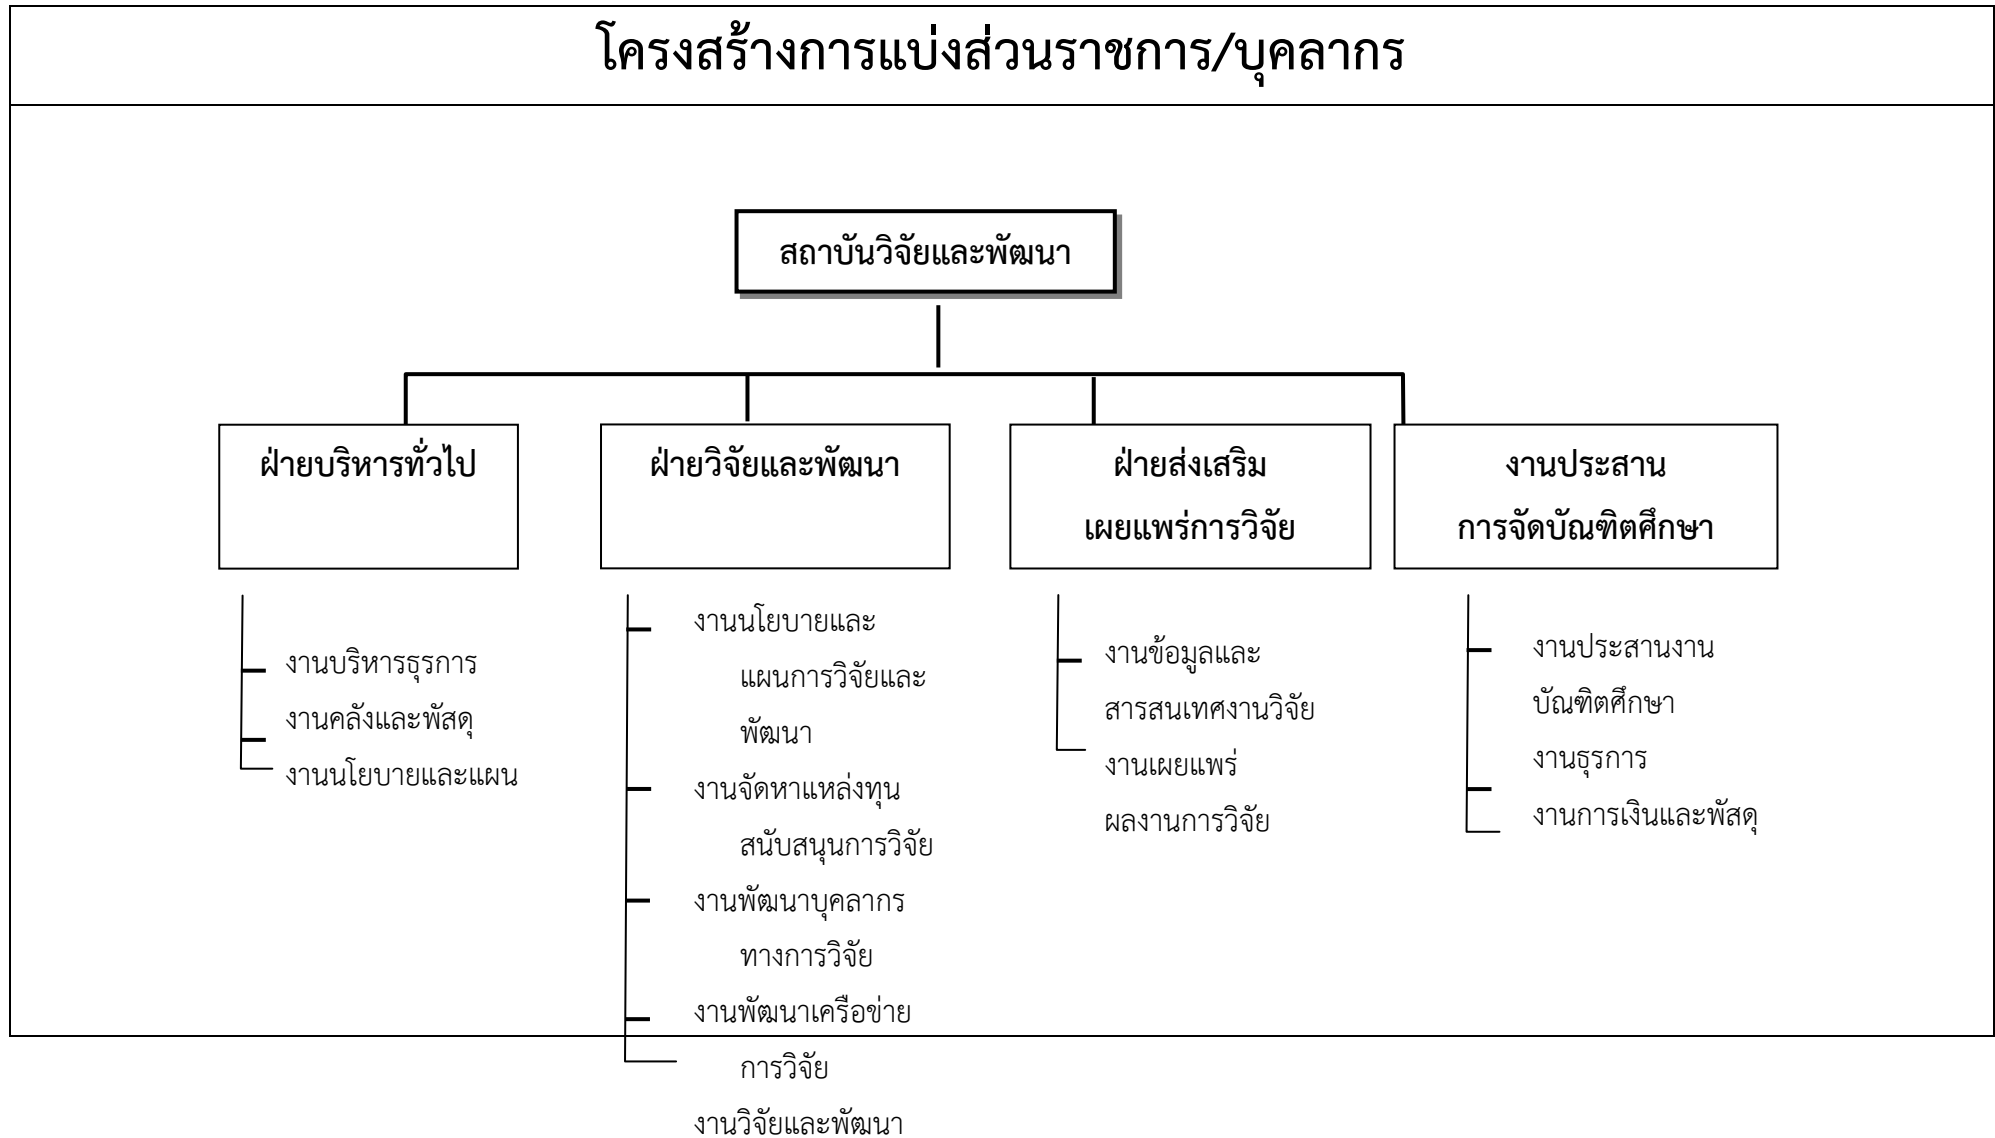 โครงสร้างการแบ่งส่วนราชการ/บุคลากร
สถาบันวิจัยและพัฒนา
ฝ่ายบริหารทั่วไป
งานบริหารธุรการ
งานคลังและพัสดุ
งานนโยบายและแผน
ฝ่ายวิจัยและพัฒนา
งานนโยบายและ
แผนการวิจัยและ
พัฒนา
งานจัดหาแหล่งทุน
สนับสนุนการวิจัย
งานพัฒนาบุคลากร
ทางการวิจัย
งานพัฒนาเครือข่าย
การวิจัย
งานวิจัยและพัฒนา
ฝ่ายส่งเสริม
เผยแพร่การวิจัย
งานข้อมูลและ
สารสนเทศงานวิจัย
งานเผยแพร่
ผลงานการวิจัย
งานประสาน
การจัดบัณฑิตศึกษา
งานประสานงาน
บัณฑิตศึกษา
งานธุรการ
งานการเงินและพัสดุ